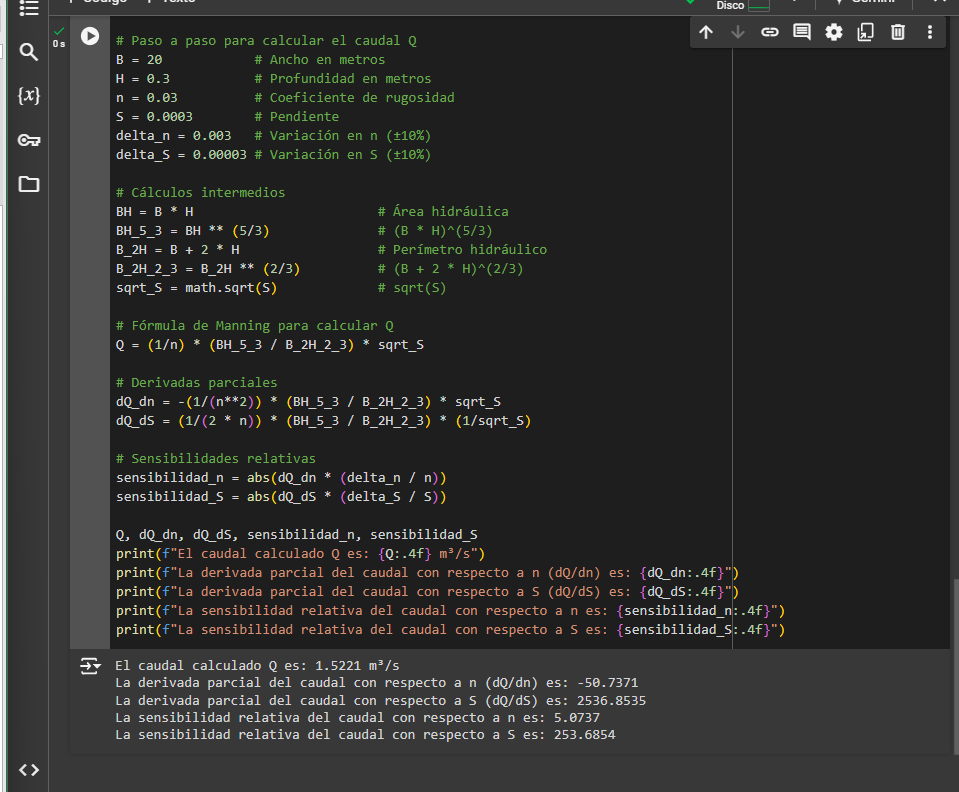 Disco
{x}
0 s
# Paso a paso para calcular el caudal Q
B = 20            # Ancho en metros
H = 0.3           # Profundidad en metros
n = 0.03          # Coeficiente de rugosidad
S = 0.0003        # Pendiente
delta_n = 0.003   # Variación en n (±10%)
delta_S = 0.00003 # Variación en S (±10%)
# Cálculos intermedios
BH = B * H                        # Área hidráulica
BH_5_3 = BH ** (5/3)              # (B * H)^(5/3)
B_2H = B + 2 * H                  # Perímetro hidráulico
B_2H_2_3 = B_2H ** (2/3)          # (B + 2 * H)^(2/3)
sqrt_S = math.sqrt(S)             # sqrt(S)
# Fórmula de Manning para calcular Q
Q = (1/n) * (BH_5_3 / B_2H_2_3) * sqrt_S
# Derivadas parciales
dQ_dn = -(1/(n**2)) * (BH_5_3 / B_2H_2_3) * sqrt_S
dQ_dS = (1/(2 * n)) * (BH_5_3 / B_2H_2_3) * (1/sqrt_S)
# Sensibilidades relativas
sensibilidad_n = abs(dQ_dn * (delta_n / n))
sensibilidad_S = abs(dQ_dS * (delta_S / S))
Q, dQ_dn, dQ_dS, sensibilidad_n, sensibilidad_S
print(f"El caudal calculado Q es: {Q:.4f} m³/s")
print(f"La derivada parcial del caudal con respecto a n (dQ/dn) es: {dQ_dn:.4f}")
print(f"La derivada parcial del caudal con respecto a S (dQ/dS) es: {dQ_dS:.4f}")
print(f"La sensibilidad relativa del caudal con respecto a n es: {sensibilidad_n:.4f}")
print(f"La sensibilidad relativa del caudal con respecto a S es: {sensibilidad_S:.4f}")
El caudal calculado Q es: 1.5221 m³/s
La derivada parcial del caudal con respecto a n (dQ/dn) es: -50.7371
La derivada parcial del caudal con respecto a S (dQ/dS) es: 2536.8535
La sensibilidad relativa del caudal con respecto a n es: 5.0737
La sensibilidad relativa del caudal con respecto a S es: 253.6854